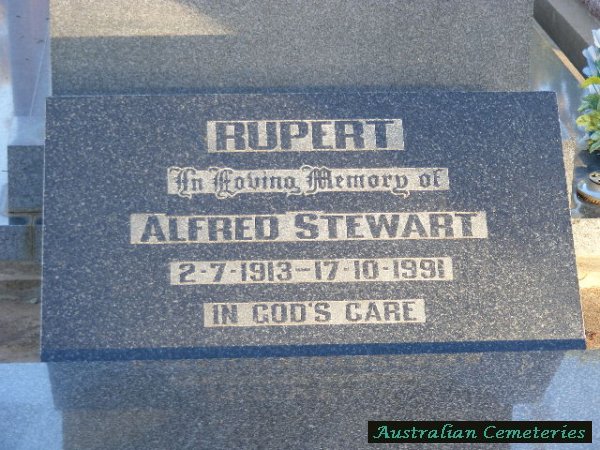 RUPERT
In Loving Memory of
ALFRED STEWART
2-7-1913–17-10-1991
IN GOD'S CARE
Australian Cemeteries